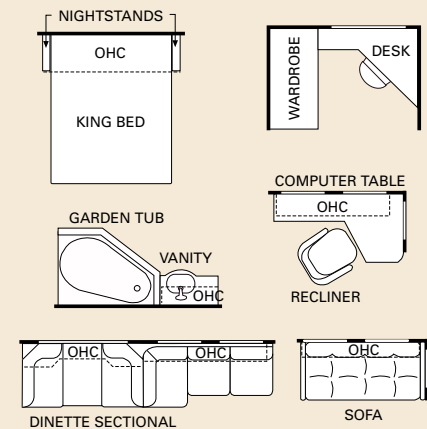 NIGHTSTANDS
OHC
KING BED
WARDROBE
DESK
COMPUTER TABLE
OHC
RECLINER
GARDEN TUB
VANITY
OHC
OHC
OHC
DINETTE SECTIONAL
OHC
SOFA